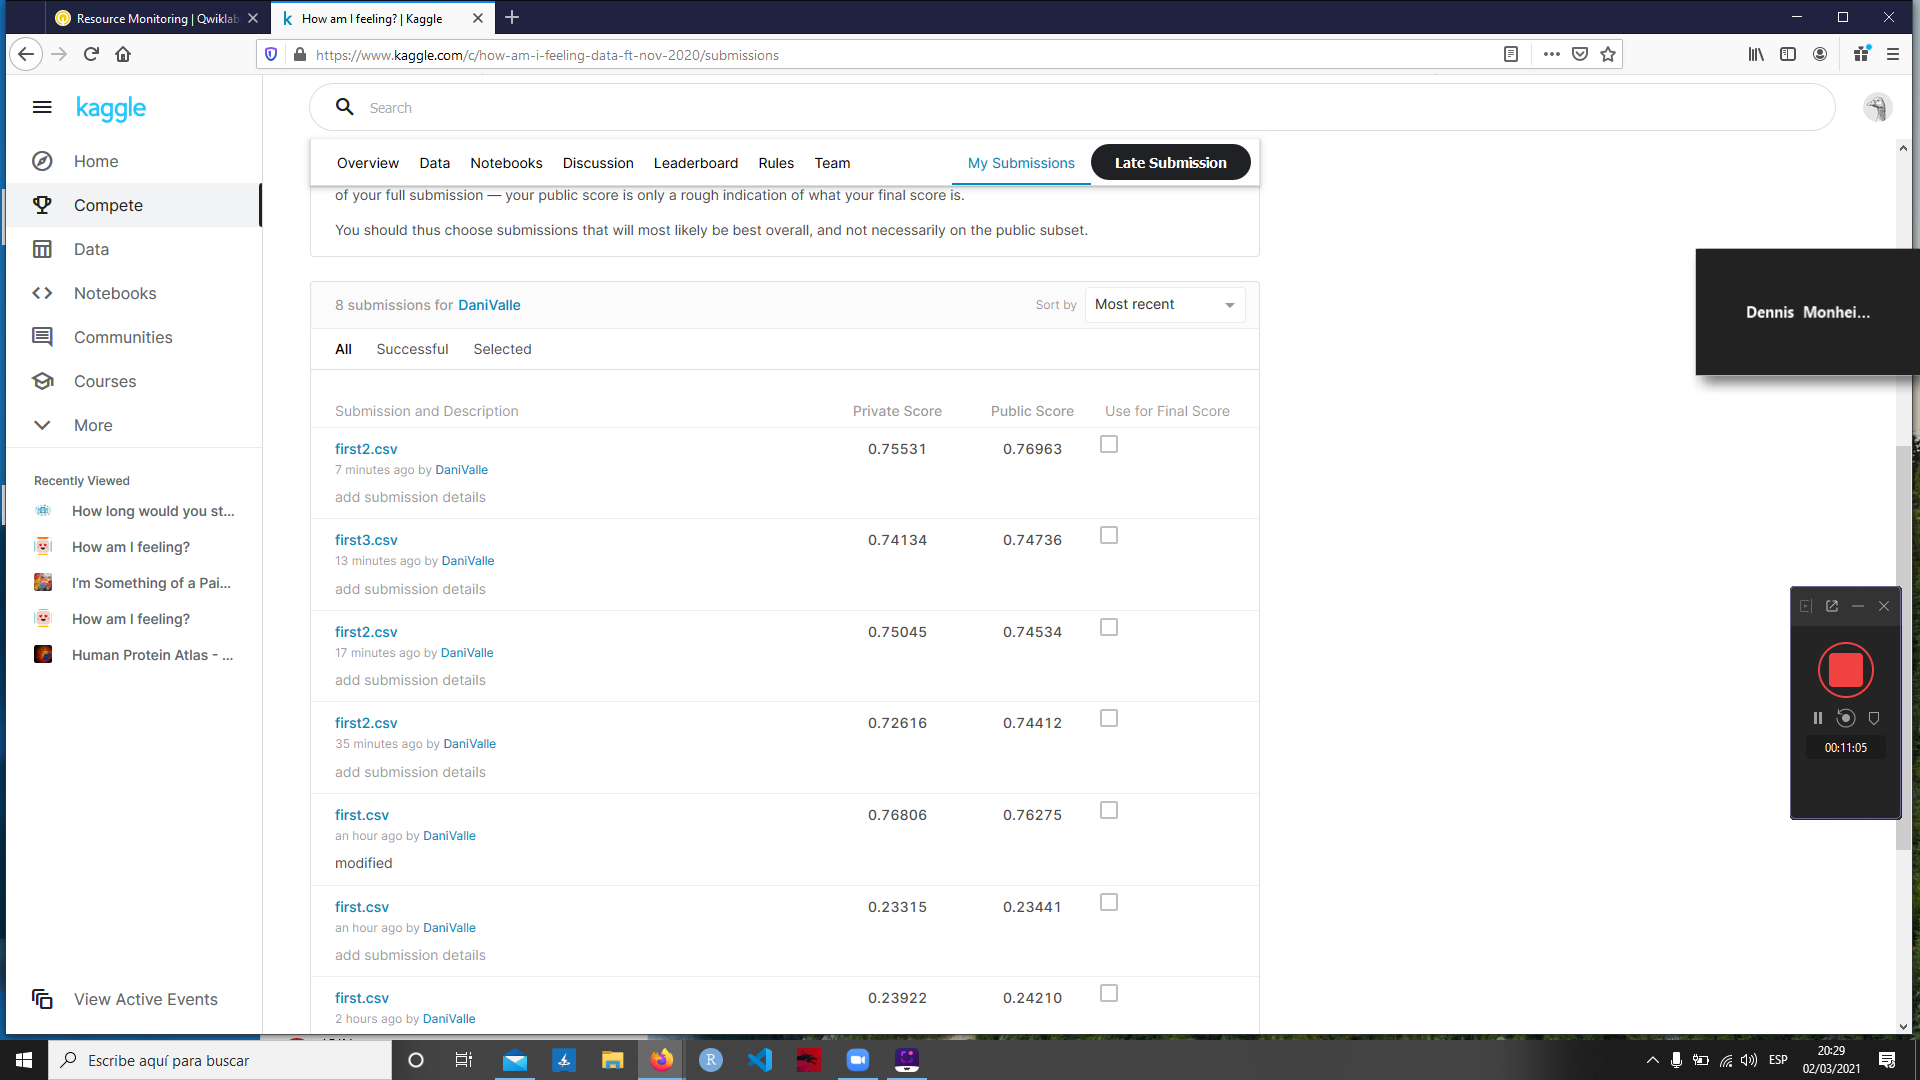 Resource Monitoring | Qwiklab
How am I feeling? | Kaggle
https://www.kaggle.com/c/how-am-i-feeling-data-ft-nov-2020/submissions
kaggle
Search
Home
Compete
Data
Notebooks
Communities
Courses
More
Recently Viewed
How long would you st...
How am I feeling?
I'm Something of a Pai...
How am I feeling?
Human Protein Atlas - ...
View Active Events
Overview Data Notebooks Discussion Leaderboard Rules Team My Submissions Late Submission
of your full submission — your public score is only a rough indication of what your final score is.
You should thus choose submissions that will most likely be best overall, and not necessarily on the public subset.
8 submissions for DaniValle Sort by Most recent
All Successful Selected
Submission and Description Private Score Public Score Use for Final Score
first2.csv 0.75531 0.76963
7 minutes ago by DaniValle
add submission details
first3.csv 0.74134 0.74736
13 minutes ago by DaniValle
add submission details
first2.csv 0.75045 0.74534
17 minutes ago by DaniValle
add submission details
first2.csv 0.72616 0.74412
35 minutes ago by DaniValle
add submission details
first.csv 0.76806 0.76275
an hour ago by DaniValle
modified
first.csv 0.23315 0.23441
an hour ago by DaniValle
add submission details
first.csv 0.23922 0.24210
2 hours ago by DaniValle
Dennis Monhei...
00:11:05
Escribe aquí para buscar
ESP
20:29
02/03/2021